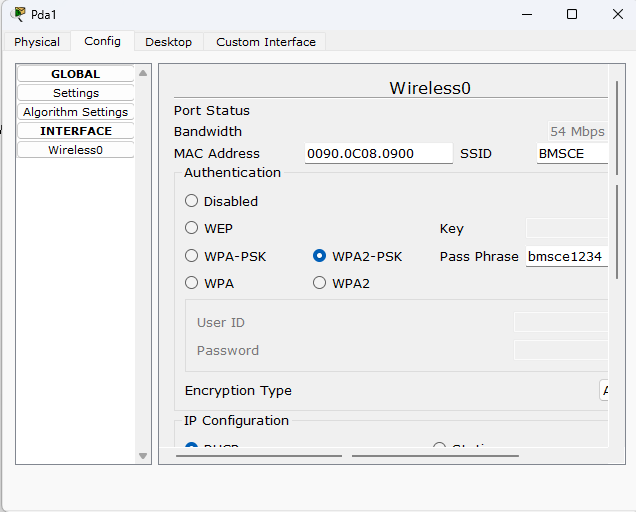 Pda1
Physical Config Desktop Custom Interface
GLOBAL
Settings
Algorithm Settings
INTERFACE
Wireless0
Wireless0
Port Status
Bandwidth 54 Mbps
MAC Address 0090.0C08.0900 SSID BMSCE
Authentication
Disabled
WEP Key
WPA-PSK WPA2-PSK Pass Phrase bmsce1234
WPA WPA2
User ID
Password
Encryption Type
IP Configuration